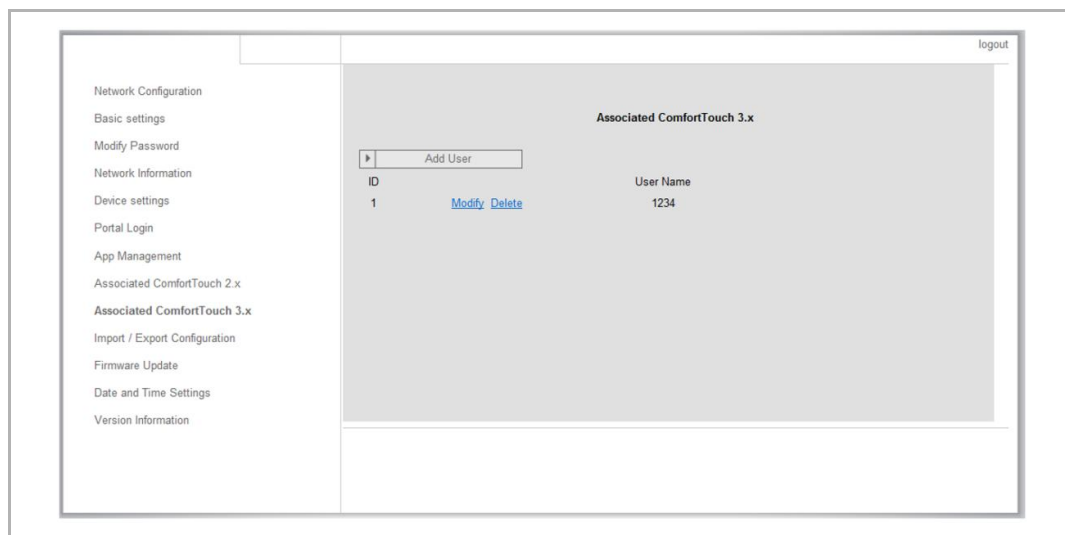 logout
Network Configuration
Basic settings
Modify Password
Network Information
Device settings
Portal Login
App Management
Associated ComfortTouch 2.x
Associated ComfortTouch 3.x
Import / Export Configuration
Firmware Update
Date and Time Settings
Version Information
Associated ComfortTouch 3.x
Add User
ID User Name
1 Modify Delete 1234